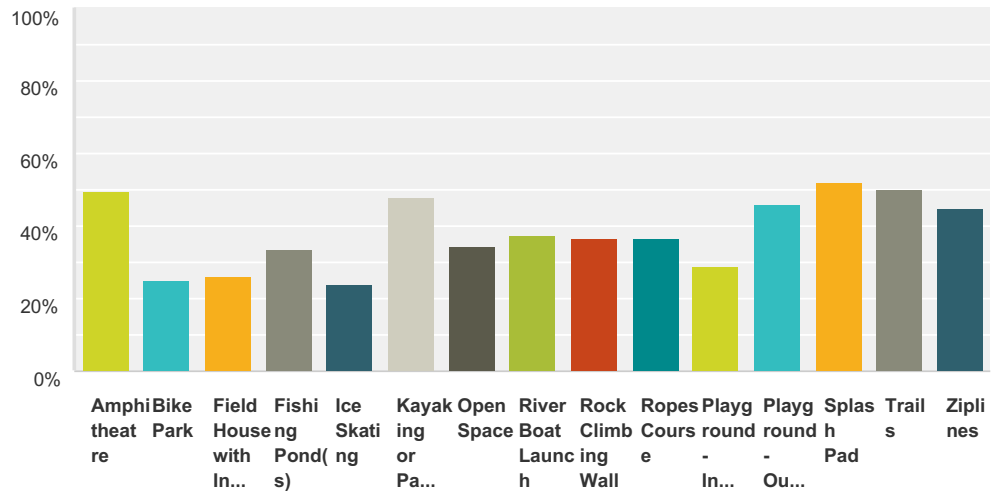 100%
80%
60%
40%
20%
0%
Amphi
theat
re
Bike
Park
Field
House
with
In...
Fishi
ng
Pond(
s)
Ice
Skati
ng
Kayak
ing
or
Pa...
Open
Space
River
Boat
Launc
h
Rock
Climb
ing
Wall
Ropes
Cours
e
Playg
round
-
In...
Playg
round
-
Ou...
Splas
h
Pad
Trail
s
Zipli
nes